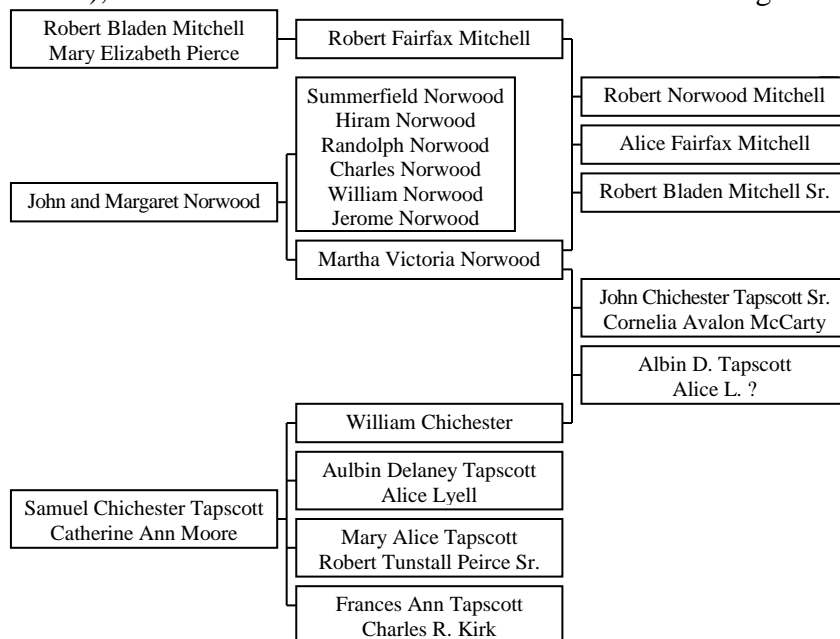 Robert Bladen Mitchell
Mary Elizabeth Pierce
Robert Fairfax Mitchell
Summerfield Norwood
Hiram Norwood
Randolph Norwood
Charles Norwood
William Norwood
Jerome Norwood
Robert Norwood Mitchell
Alice Fairfax Mitchell
Robert Bladen Mitchell Sr.
John and Margaret Norwood
Martha Victoria Norwood
John Chichester Tapscott Sr.
Cornelia Avalon McCarty
Albin D. Tapscott
Alice L. ?
William Chichester
Aulbin Delaney Tapscott
Alice Lyell
Samuel Chichester Tapscott
Catherine Ann Moore
Mary Alice Tapscott
Robert Tunstall Peirce Sr.
Frances Ann Tapscott
Charles R. Kirk